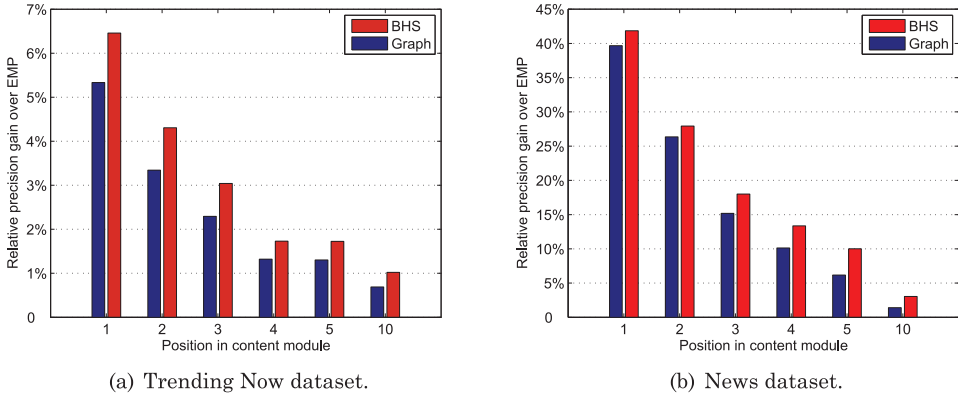 7%
6%
5%
4%
3%
2%
1%
0
Relative precision gain over EMP
BHS
Graph
1 2 3 4 5 10
Position in content module
(a) Trending Now dataset.
45%
40%
35%
30%
25%
20%
15%
10%
5%
0
Relative precision gain over EMP
BHS
Graph
1 2 3 4 5 10
Position in content module
(b) News dataset.